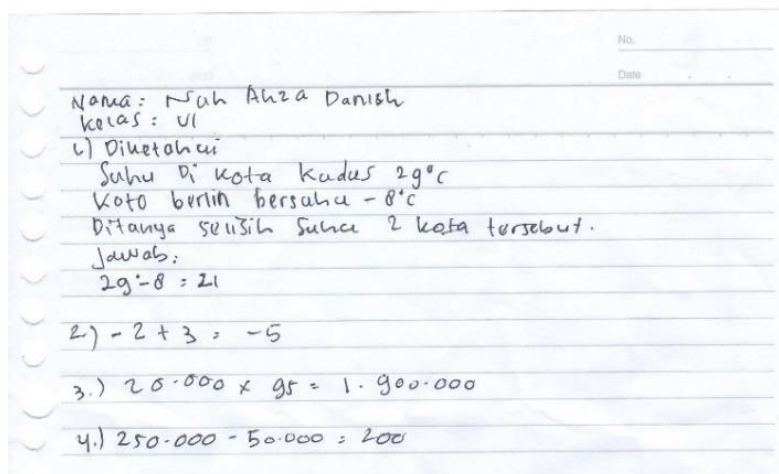 No.
Date
Nama: Nuh Ahza Danish
Kelas: VI
1) Diketahui
Suhu Di Kota Kudus 29°C
Koto berlin bersuhu - 8°C
Ditanya selisih Suhu 2 kota tersebut.
Jawab:
29-8 = 21
2) - 2 + 3 = -5
3.) 20.000 x 95 = 1.900.000
4.) 250.000 - 50.000 = 200